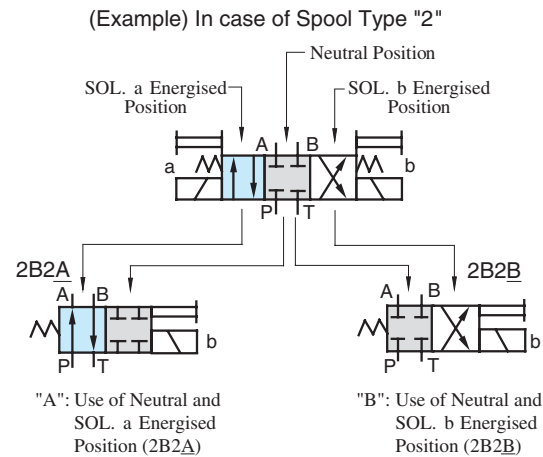 (Example) In case of Spool Type "2"
Neutral Position
SOL. a Energised
Position
SOL. b Energised
Position
A B
a b
P T
2B2A
A B
b
P T
2B2B
A B
b
P T
"A": Use of Neutral and
SOL. a Energised
Position (2B2A)
"B": Use of Neutral and
SOL. b Energised
Position (2B2B)